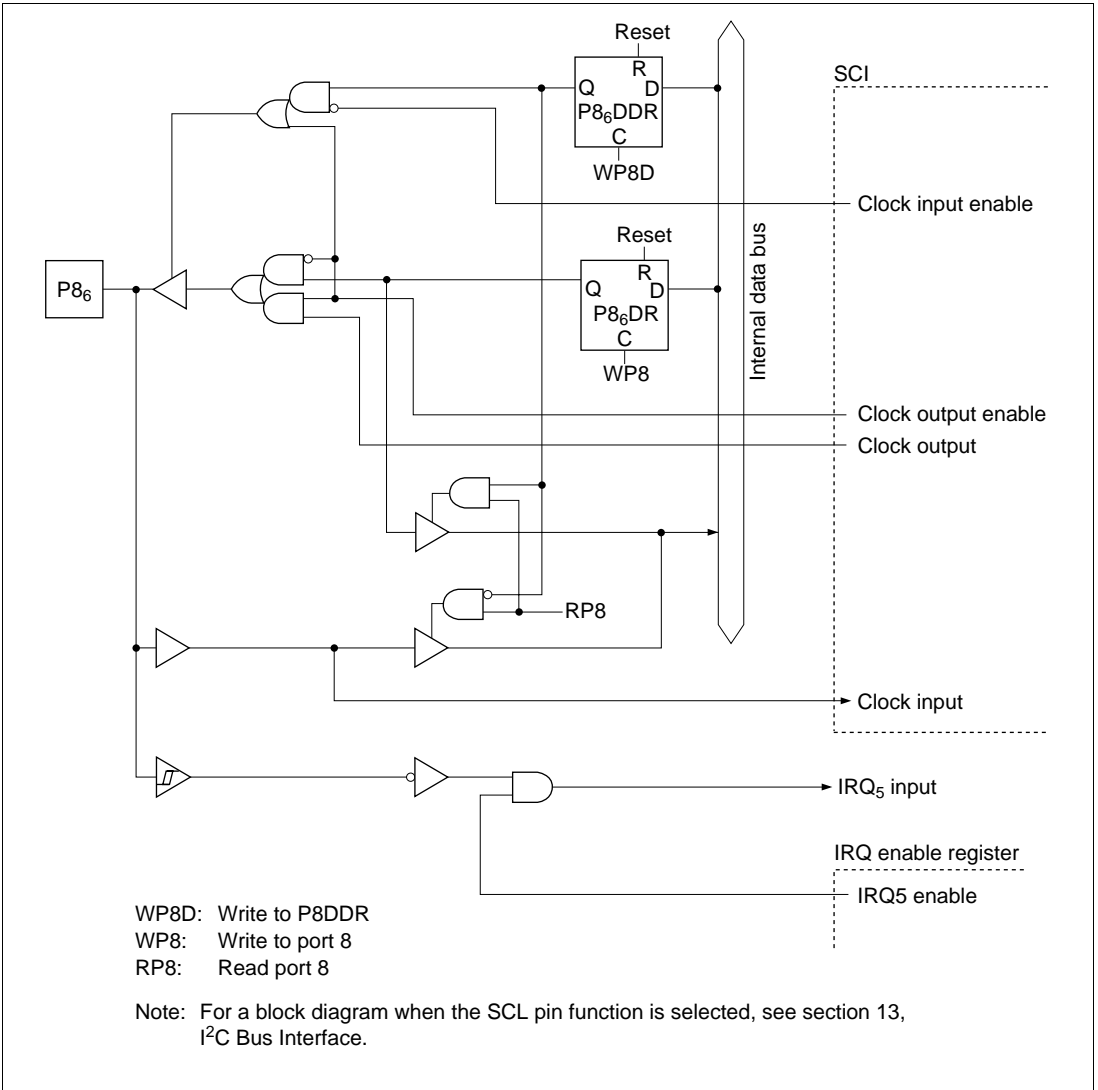 Reset
SCI
R
Q
D
P8₆DDR
C
WP8D
Clock input enable
Reset
R
P8₆
Q
D
P8₆DR
C
WP8
Internal data bus
Clock output enable
Clock output
RP8
Clock input
IRQ₅ input
IRQ enable register
IRQ5 enable
WP8D: Write to P8DDR
WP8: Write to port 8
RP8: Read port 8
Note: For a block diagram when the SCL pin function is selected, see section 13,
I²C Bus Interface.